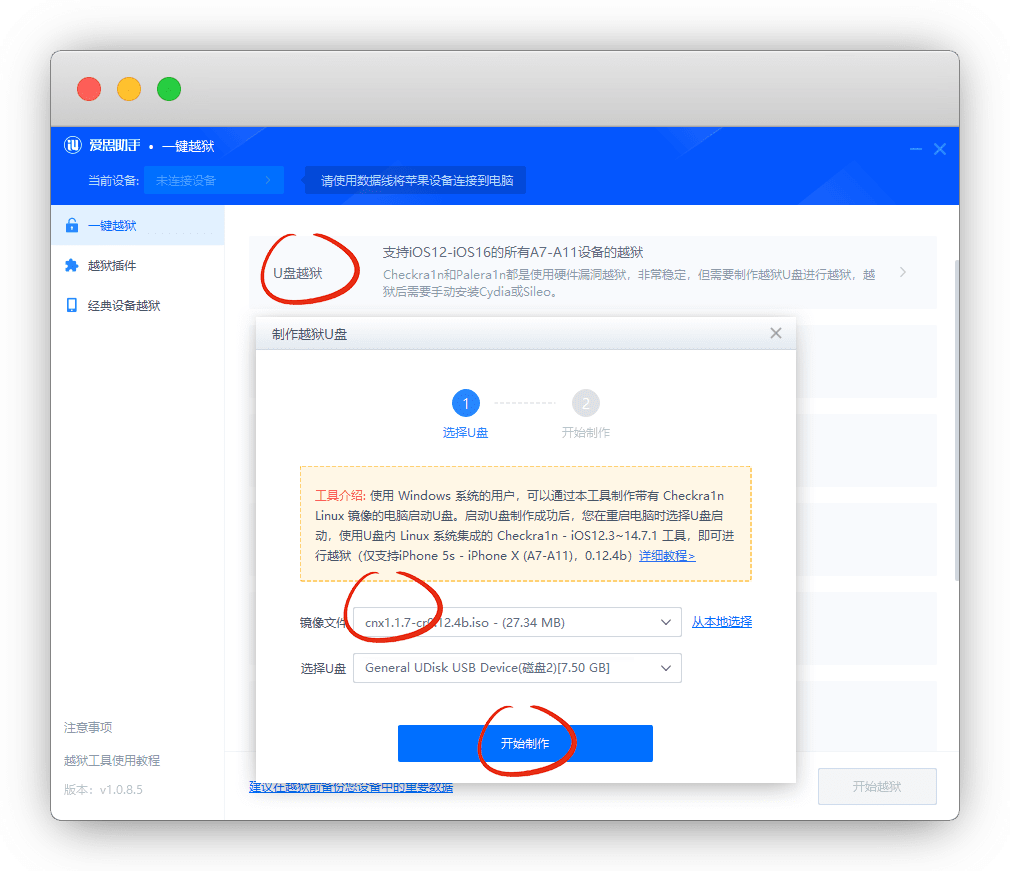 iU 爱思助手 • 一键越狱
当前设备: 未连接设备
请使用数据线将苹果设备连接到电脑
一键越狱
越狱插件
经典设备越狱
U盘越狱
支持iOS12-iOS16的所有A7-A11设备的越狱
Checkra1n和Palera1n都是使用硬件漏洞越狱，非常稳定，但需要制作越狱U盘进行越狱，越
狱后需要手动安装Cydia或Sileo。
制作越狱U盘
1
2
选择U盘
开始制作
工具介绍: 使用 Windows 系统的用户，可以通过本工具制作带有 Checkra1n
Linux 镜像的电脑启动U盘。启动U盘制作成功后，您在重启电脑时选择U盘启
动，使用U盘内 Linux 系统集成的 Checkra1n - iOS12.3~14.7.1 工具，即可进
行越狱（仅支持iPhone 5s - iPhone X (A7-A11)，0.12.4b）详细教程>
镜像文件 cnx1.1.7-cr0.12.4b.iso - (27.34 MB) 从本地选择
选择U盘 General UDisk USB Device(磁盘2)[7.50 GB]
开始制作
建议在越狱前备份您设备中的重要数据
开始越狱
注意事项
越狱工具使用教程
版本：v1.0.8.5